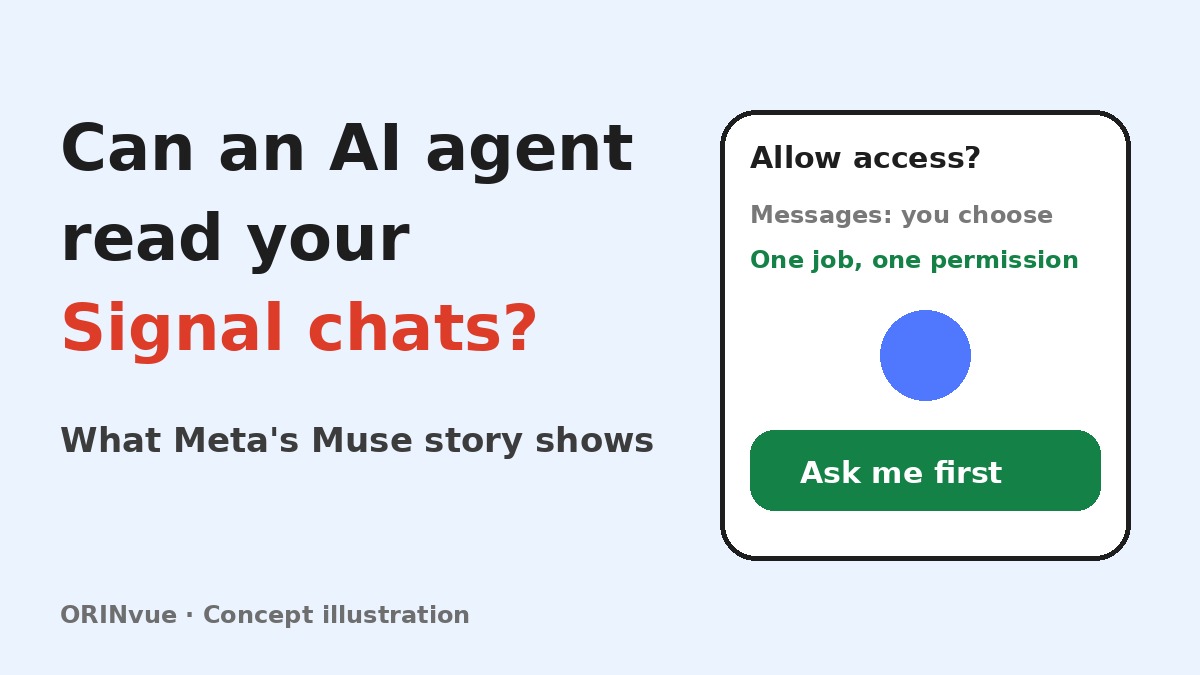 Can an AI agent
read your
Signal chats?
What Meta's Muse story shows
ORINvue · Concept illustration
Allow access?
Messages: you choose
One job, one permission
Ask me first